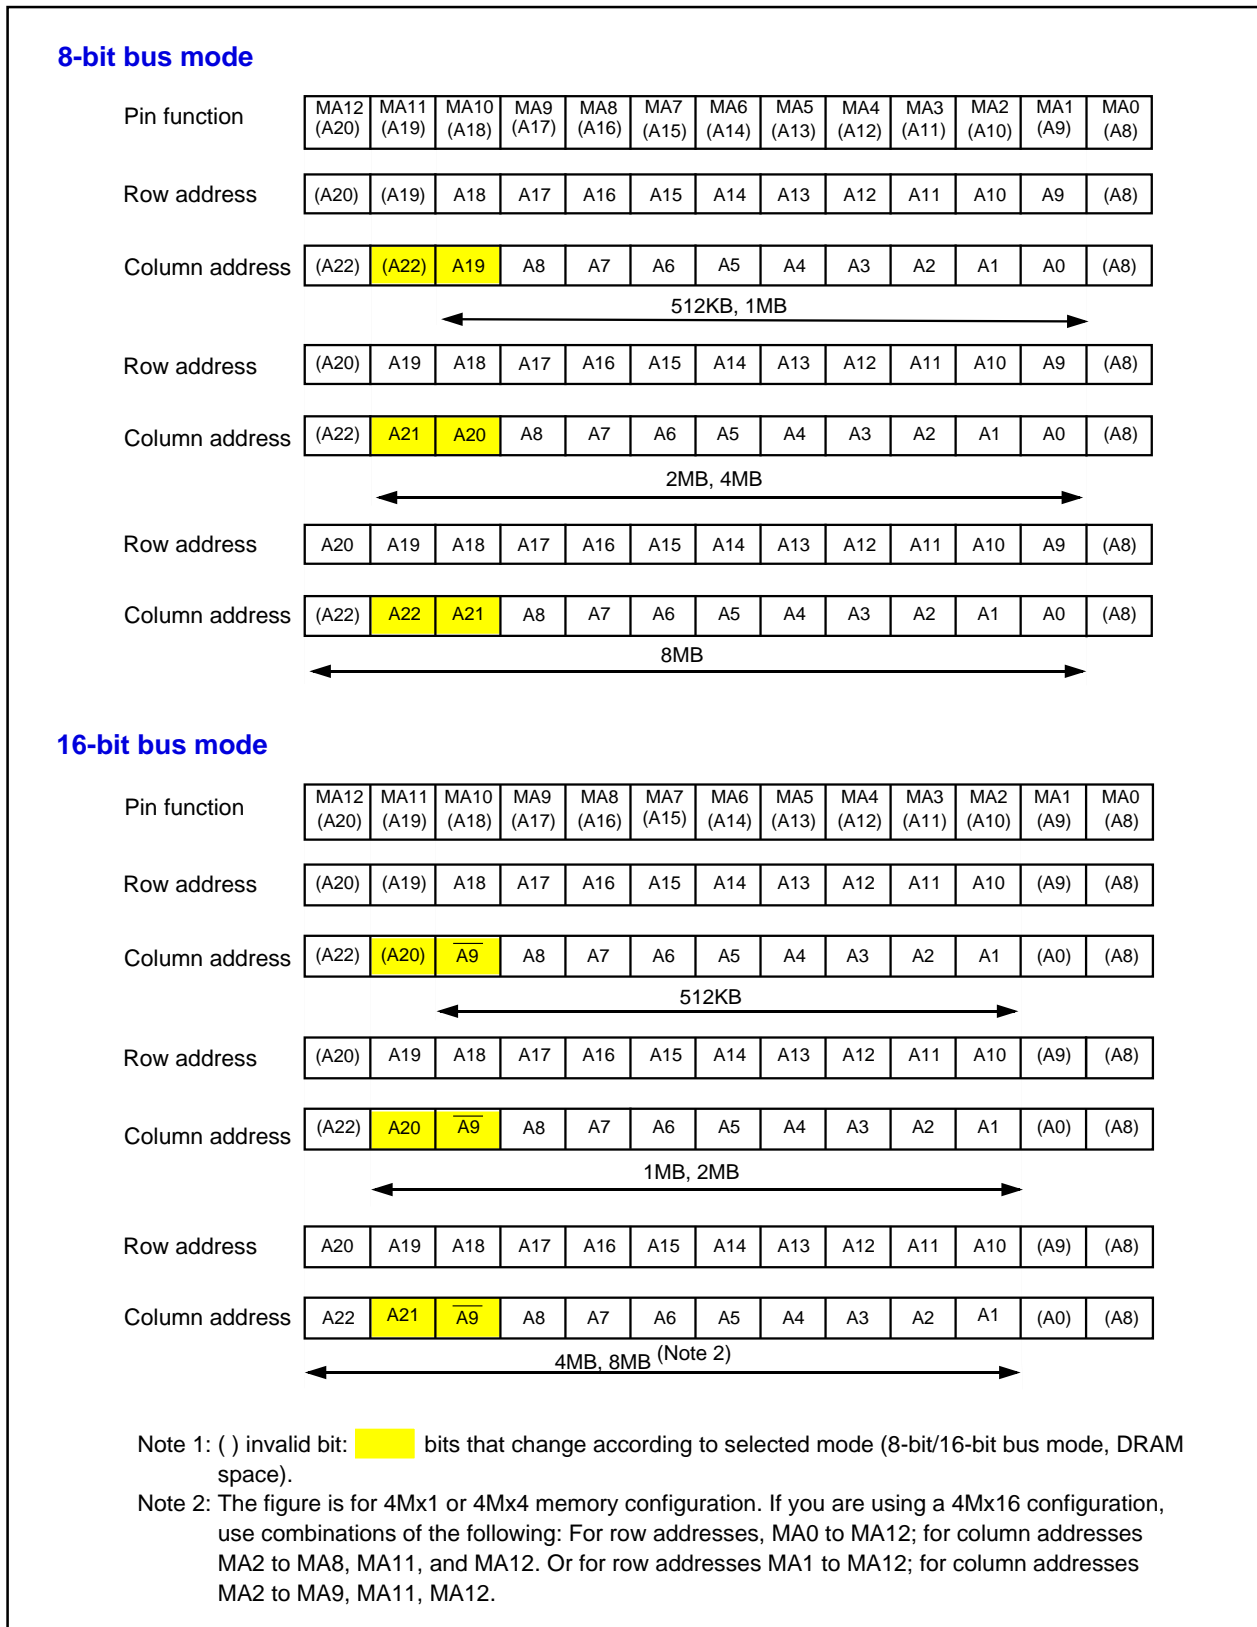 8-bit bus mode
Pin function MA12 (A20) MA11 (A19) MA10 (A18) MA9 (A17) MA8 (A16) MA7 (A15) MA6 (A14) MA5 (A13) MA4 (A12) MA3 (A11) MA2 (A10) MA1 (A9) MA0 (A8)
Row address (A20) (A19) A18 A17 A16 A15 A14 A13 A12 A11 A10 A9 (A8)
Column address (A22) (A22) A19 A8 A7 A6 A5 A4 A3 A2 A1 A0 (A8)
512KB, 1MB
Row address (A20) A19 A18 A17 A16 A15 A14 A13 A12 A11 A10 A9 (A8)
Column address (A22) A21 A20 A8 A7 A6 A5 A4 A3 A2 A1 A0 (A8)
2MB, 4MB
Row address A20 A19 A18 A17 A16 A15 A14 A13 A12 A11 A10 A9 (A8)
Column address (A22) A22 A21 A8 A7 A6 A5 A4 A3 A2 A1 A0 (A8)
8MB
16-bit bus mode
Pin function MA12 (A20) MA11 (A19) MA10 (A18) MA9 (A17) MA8 (A16) MA7 (A15) MA6 (A14) MA5 (A13) MA4 (A12) MA3 (A11) MA2 (A10) MA1 (A9) MA0 (A8)
Row address (A20) (A19) A18 A17 A16 A15 A14 A13 A12 A11 A10 (A9) (A8)
Column address (A22) (A20) A̅9̅ A8 A7 A6 A5 A4 A3 A2 A1 (A0) (A8)
512KB
Row address (A20) A19 A18 A17 A16 A15 A14 A13 A12 A11 A10 (A9) (A8)
Column address (A22) A20 A̅9̅ A8 A7 A6 A5 A4 A3 A2 A1 (A0) (A8)
1MB, 2MB
Row address A20 A19 A18 A17 A16 A15 A14 A13 A12 A11 A10 (A9) (A8)
Column address A22 A21 A̅9̅ A8 A7 A6 A5 A4 A3 A2 A1 (A0) (A8)
4MB, 8MB (Note 2)
Note 1: ( ) invalid bit: bits that change according to selected mode (8-bit/16-bit bus mode, DRAM
space).
Note 2: The figure is for 4Mx1 or 4Mx4 memory configuration. If you are using a 4Mx16 configuration,
use combinations of the following: For row addresses, MA0 to MA12; for column addresses
MA2 to MA8, MA11, and MA12. Or for row addresses MA1 to MA12; for column addresses
MA2 to MA9, MA11, MA12.